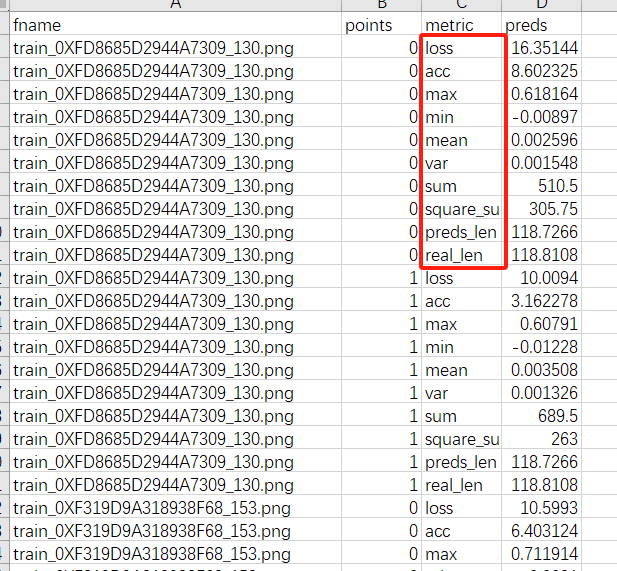 A B C D
fname points metric preds
train_0XFD8685D2944A7309_130.png 0 loss 16.35144
train_0XFD8685D2944A7309_130.png 0 acc 8.602325
train_0XFD8685D2944A7309_130.png 0 max 0.618164
train_0XFD8685D2944A7309_130.png 0 min -0.00897
train_0XFD8685D2944A7309_130.png 0 mean 0.002596
train_0XFD8685D2944A7309_130.png 0 var 0.001548
train_0XFD8685D2944A7309_130.png 0 sum 510.5
train_0XFD8685D2944A7309_130.png 0 square_su 305.75
train_0XFD8685D2944A7309_130.png 0 preds_len 118.7266
train_0XFD8685D2944A7309_130.png 0 real_len 118.8108
train_0XFD8685D2944A7309_130.png 1 loss 10.0094
train_0XFD8685D2944A7309_130.png 1 acc 3.162278
train_0XFD8685D2944A7309_130.png 1 max 0.60791
train_0XFD8685D2944A7309_130.png 1 min -0.01228
train_0XFD8685D2944A7309_130.png 1 mean 0.003508
train_0XFD8685D2944A7309_130.png 1 var 0.001326
train_0XFD8685D2944A7309_130.png 1 sum 689.5
train_0XFD8685D2944A7309_130.png 1 square_su 263
train_0XFD8685D2944A7309_130.png 1 preds_len 118.7266
train_0XFD8685D2944A7309_130.png 1 real_len 118.8108
train_0XF319D9A318938F68_153.png 0 loss 10.5993
train_0XF319D9A318938F68_153.png 0 acc 6.403124
train_0XF319D9A318938F68_153.png 0 max 0.711914